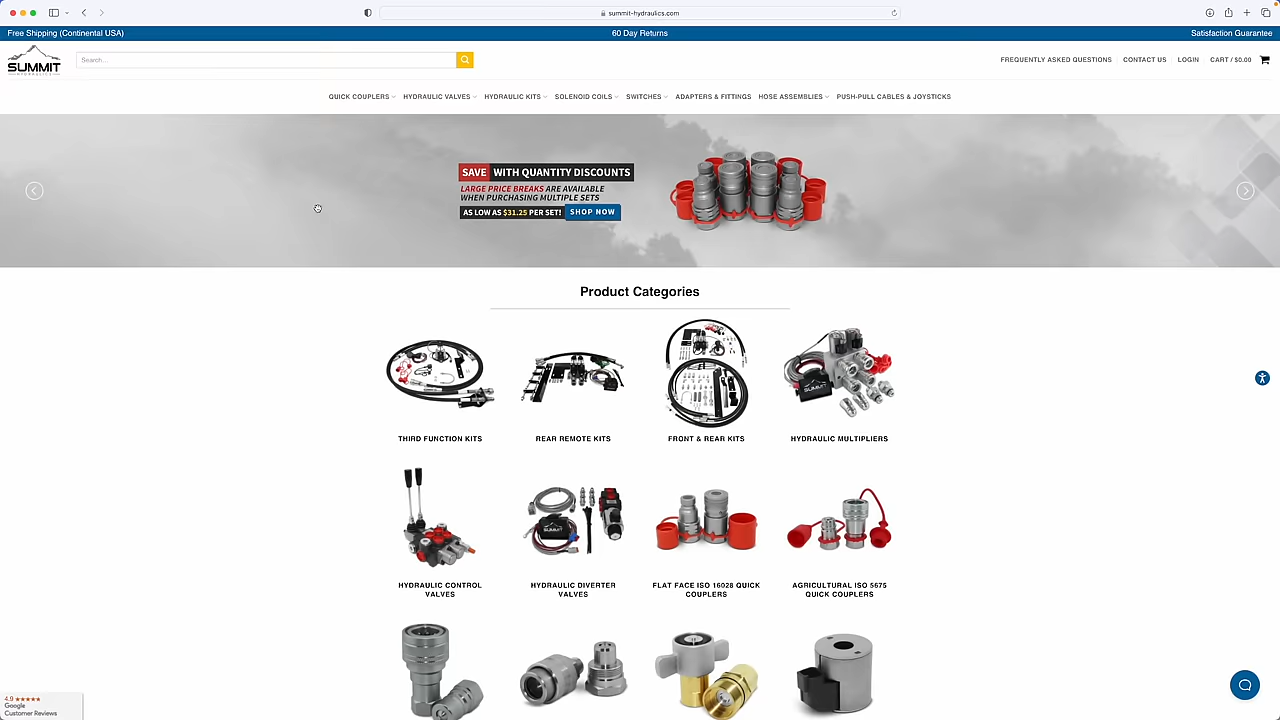 summit-hydraulics.com
Free Shipping (Continental USA)
60 Day Returns
Satisfaction Guarantee
SUMMIT
HYDRAULICS
Search...
FREQUENTLY ASKED QUESTIONS
CONTACT US
LOGIN
CART / $0.00
QUICK COUPLERS
HYDRAULIC VALVES
HYDRAULIC KITS
SOLENOID COILS
SWITCHES
ADAPTERS & FITTINGS
HOSE ASSEMBLIES
PUSH-PULL CABLES & JOYSTICKS
SAVE WITH QUANTITY DISCOUNTS
LARGE PRICE BREAKS ARE AVAILABLE
WHEN PURCHASING MULTIPLE SETS
AS LOW AS $31.25 PER SET! SHOP NOW
Product Categories
SUMMIT
THIRD FUNCTION KITS
REAR REMOTE KITS
FRONT & REAR KITS
HYDRAULIC MULTIPLIERS
SUMMIT
HYDRAULIC CONTROL
VALVES
HYDRAULIC DIVERTER
VALVES
FLAT FACE ISO 16028 QUICK
COUPLERS
AGRICULTURAL ISO 5675
QUICK COUPLERS
4.9 ★★★★★
Google
Customer Reviews